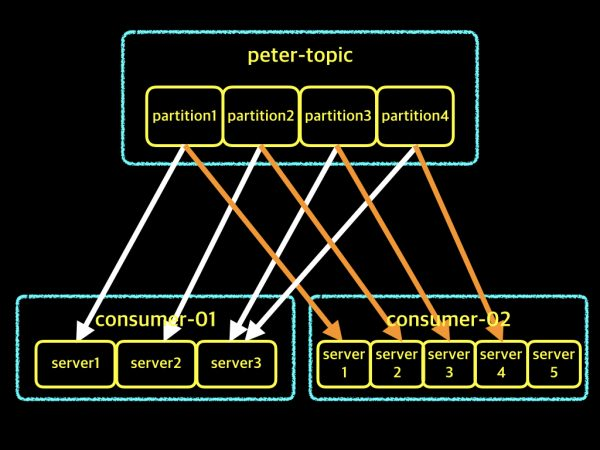 peter-topic
partition1 partition2 partition3 partition4
consumer-01
server1 server2 server3
consumer-02
server
1
server
2
server
3
server
4
server
5